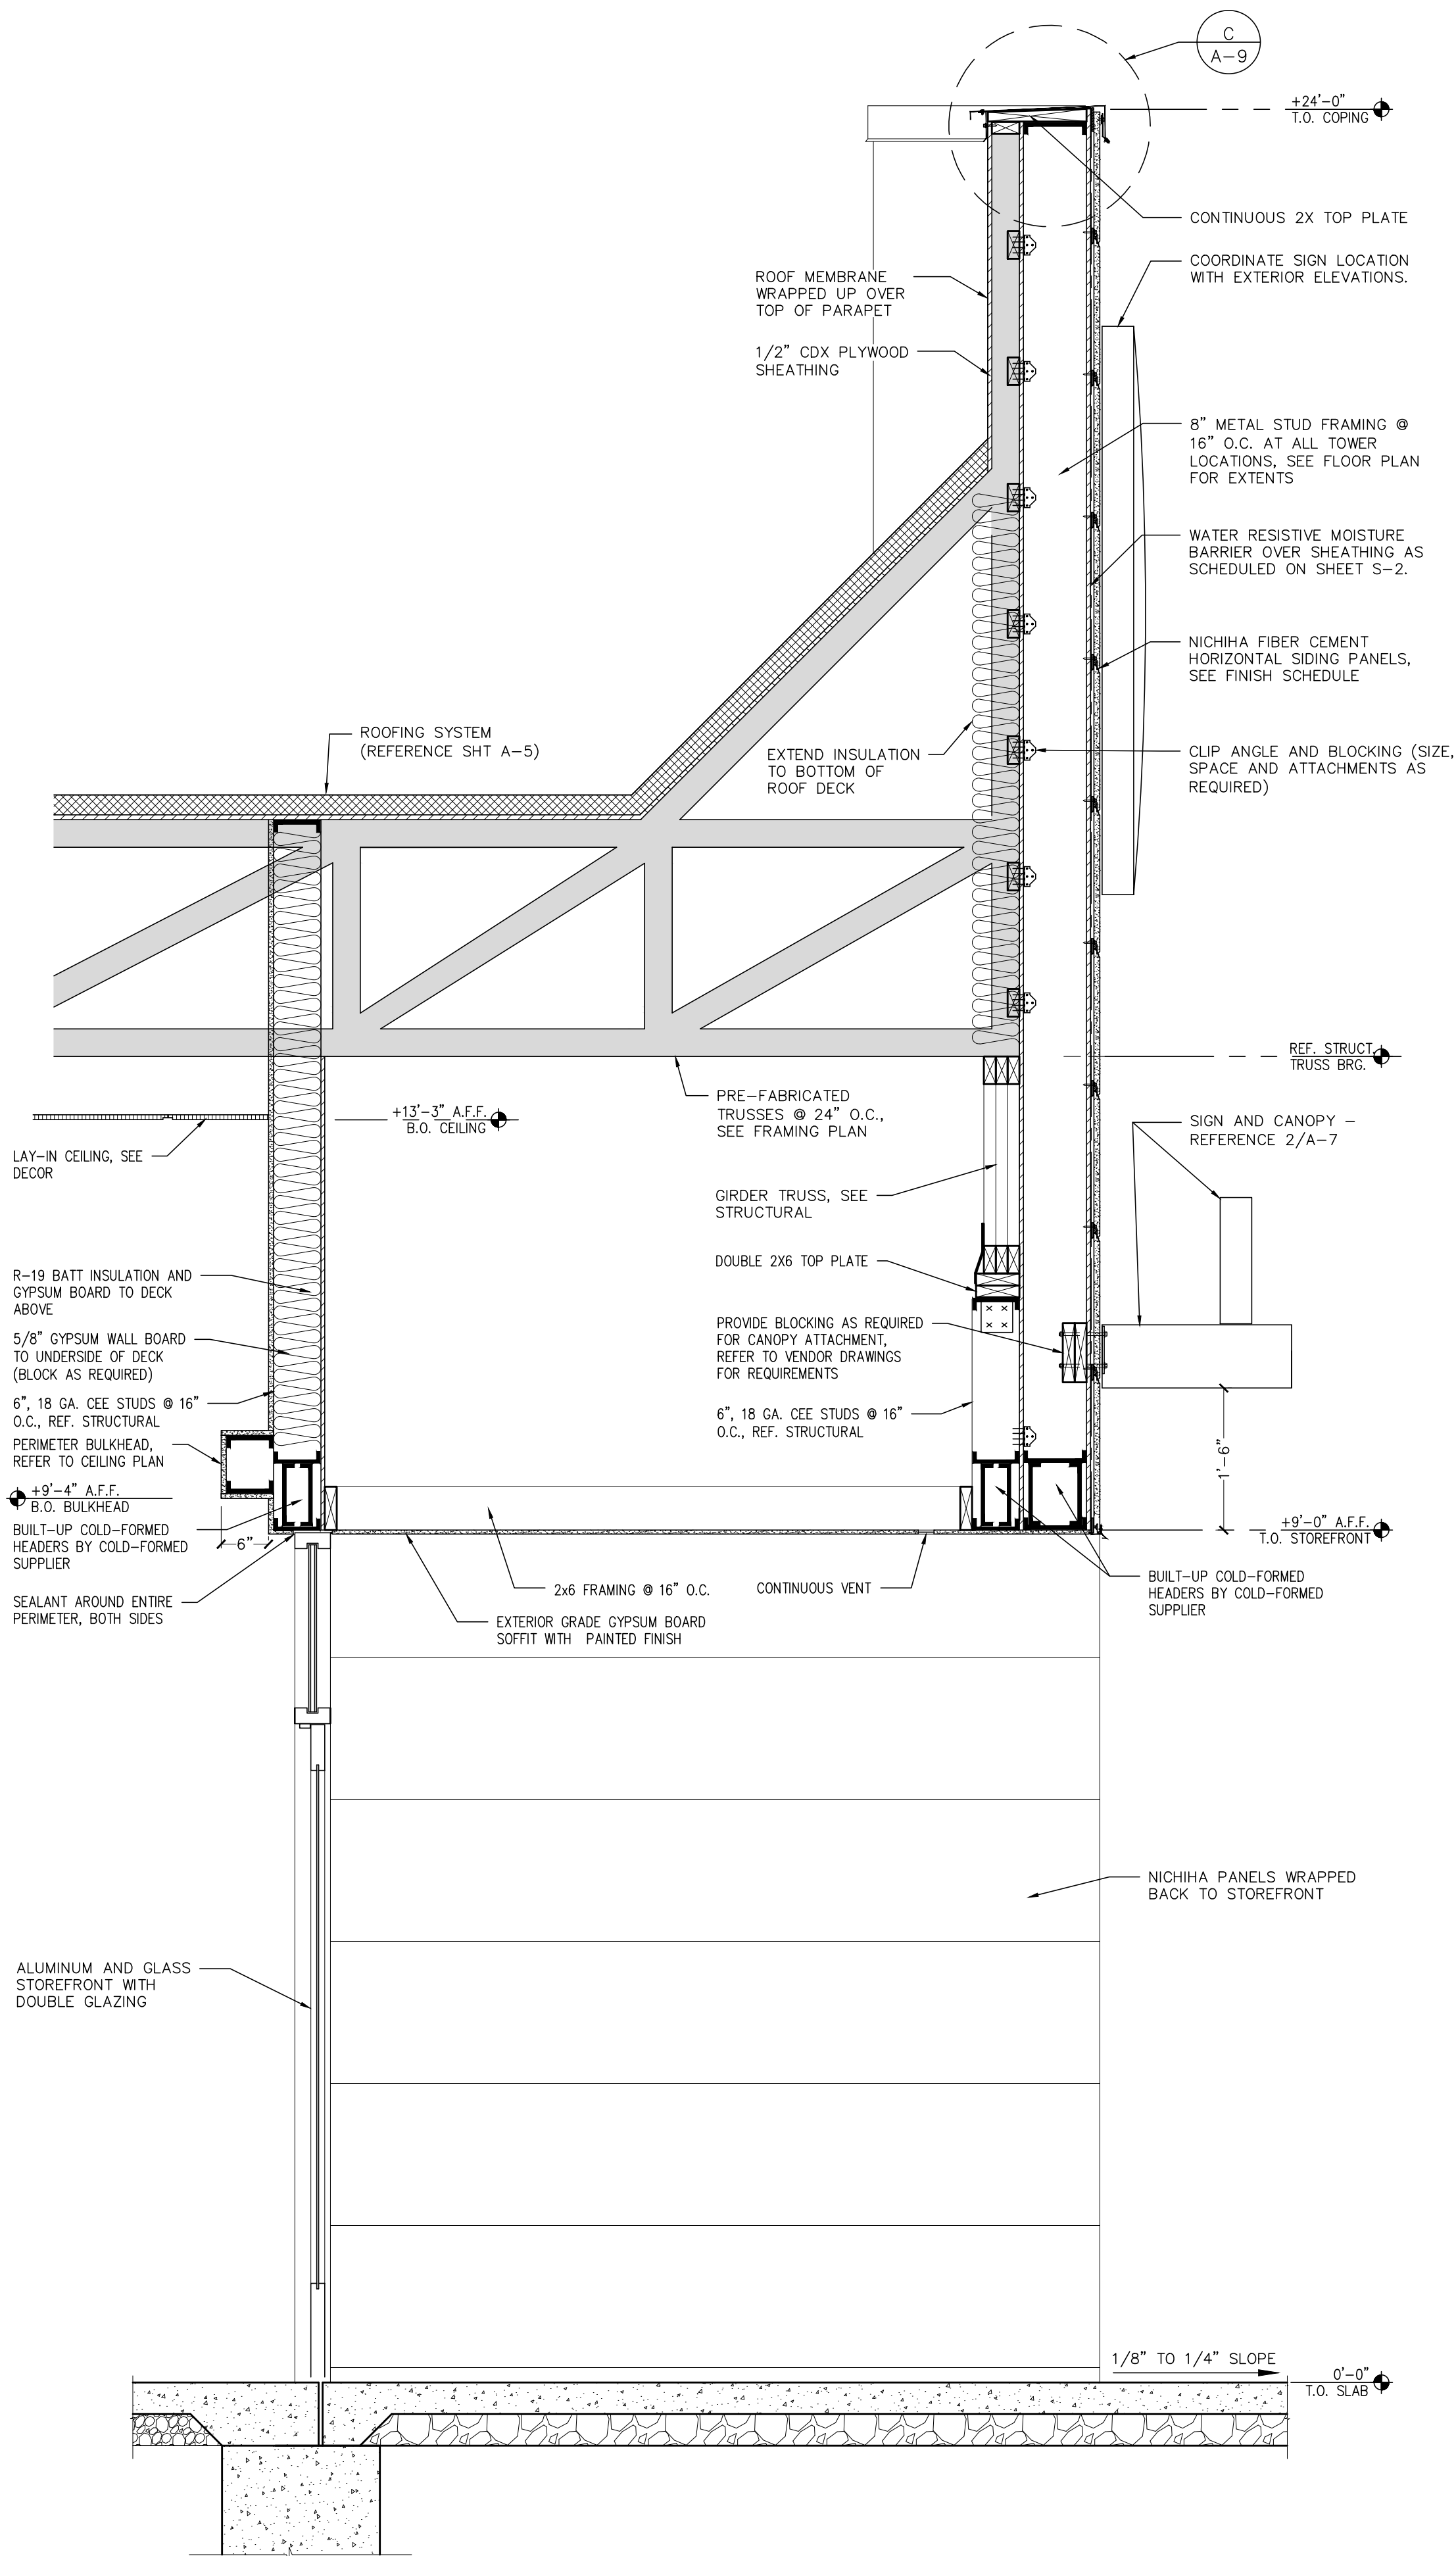 C
A-9
+24'-0"
T.O. COPING
CONTINUOUS 2X TOP PLATE
COORDINATE SIGN LOCATION
WITH EXTERIOR ELEVATIONS.
ROOF MEMBRANE
WRAPPED UP OVER
TOP OF PARAPET
1/2" CDX PLYWOOD
SHEATHING
8" METAL STUD FRAMING @
16" O.C. AT ALL TOWER
LOCATIONS, SEE FLOOR PLAN
FOR EXTENTS
WATER RESISTIVE MOISTURE
BARRIER OVER SHEATHING AS
SCHEDULED ON SHEET S-2.
NICHIHA FIBER CEMENT
HORIZONTAL SIDING PANELS,
SEE FINISH SCHEDULE
ROOFING SYSTEM
(REFERENCE SHT A-5)
EXTEND INSULATION
TO BOTTOM OF
ROOF DECK
CLIP ANGLE AND BLOCKING (SIZE,
SPACE AND ATTACHMENTS AS
REQUIRED)
REF. STRUCT.
TRUSS BRG.
PRE-FABRICATED
TRUSSES @ 24" O.C.,
SEE FRAMING PLAN
+13'-3" A.F.F.
B.O. CEILING
SIGN AND CANOPY -
REFERENCE 2/A-7
LAY-IN CEILING, SEE
DECOR
GIRDER TRUSS, SEE
STRUCTURAL
DOUBLE 2X6 TOP PLATE
R-19 BATT INSULATION AND
GYPSUM BOARD TO DECK
ABOVE
PROVIDE BLOCKING AS REQUIRED
FOR CANOPY ATTACHMENT,
REFER TO VENDOR DRAWINGS
FOR REQUIREMENTS
5/8" GYPSUM WALL BOARD
TO UNDERSIDE OF DECK
(BLOCK AS REQUIRED)
6", 18 GA. CEE STUDS @ 16"
O.C., REF. STRUCTURAL
6", 18 GA. CEE STUDS @ 16"
O.C., REF. STRUCTURAL
PERIMETER BULKHEAD,
REFER TO CEILING PLAN
1'-6"
+9'-4" A.F.F.
B.O. BULKHEAD
BUILT-UP COLD-FORMED
HEADERS BY COLD-FORMED
SUPPLIER
6"
+9'-0" A.F.F.
T.O. STOREFRONT
2x6 FRAMING @ 16" O.C.
CONTINUOUS VENT
BUILT-UP COLD-FORMED
HEADERS BY COLD-FORMED
SUPPLIER
SEALANT AROUND ENTIRE
PERIMETER, BOTH SIDES
EXTERIOR GRADE GYPSUM BOARD
SOFFIT WITH PAINTED FINISH
NICHIHA PANELS WRAPPED
BACK TO STOREFRONT
ALUMINUM AND GLASS
STOREFRONT WITH
DOUBLE GLAZING
1/8" TO 1/4" SLOPE
0'-0"
T.O. SLAB